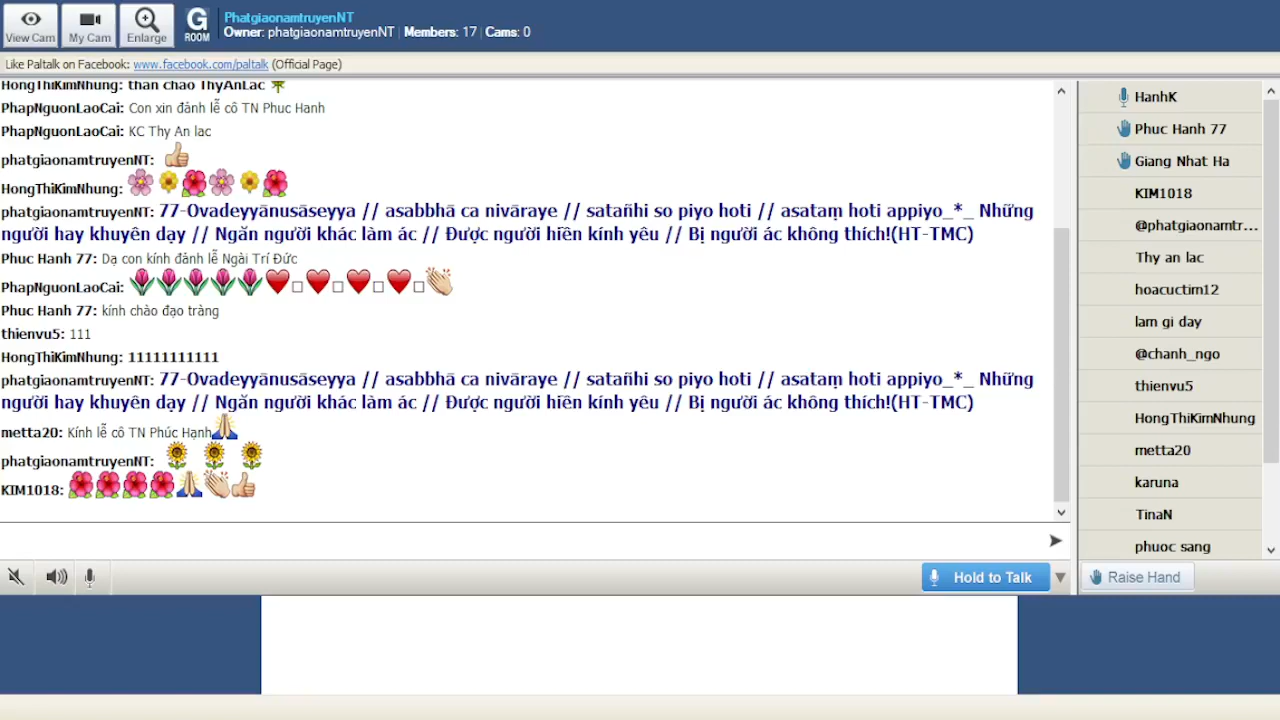 PhatgiaonamtruyenNT
Owner: phatgiaonamtruyenNT | Members: 17 | Cams: 0
View Cam
My Cam
Enlarge
G ROOM
Like Paltalk on Facebook: www.facebook.com/paltalk (Official Page)
HongThiKimNhung: than chao ThyAnLac
PhapNguonLaoCai: Con xin đảnh lễ cô TN Phuc Hanh
PhapNguonLaoCai: KC Thy An lac
phatgiaonamtruyenNT:
HongThiKimNhung:
phatgiaonamtruyenNT: 77-Ovadeyyānusāseyya // asabbhā ca nivāraye // satañhi so piyo hoti // asataṃ hoti appiyo_*_ Những
người hay khuyên dạy // Ngăn người khác làm ác // Được người hiền kính yêu // Bị người ác không thích!(HT-TMC)
Phuc Hanh 77: Dạ con kính đảnh lễ Ngài Trí Đức
PhapNguonLaoCai:
Phuc Hanh 77: kính chào đạo tràng
thienvu5: 111
HongThiKimNhung: 11111111111
phatgiaonamtruyenNT: 77-Ovadeyyānusāseyya // asabbhā ca nivāraye // satañhi so piyo hoti // asataṃ hoti appiyo_*_ Những
người hay khuyên dạy // Ngăn người khác làm ác // Được người hiền kính yêu // Bị người ác không thích!(HT-TMC)
metta20: Kính lễ cô TN Phúc Hạnh
phatgiaonamtruyenNT:
KIM1018:
Hold to Talk
HanhK
Phuc Hanh 77
Giang Nhat Ha
KIM1018
@phatgiaonamtr...
Thy an lac
hoacuctim12
lam gi day
@chanh_ngo
thienvu5
HongThiKimNhung
metta20
karuna
TinaN
phuoc sang
Raise Hand